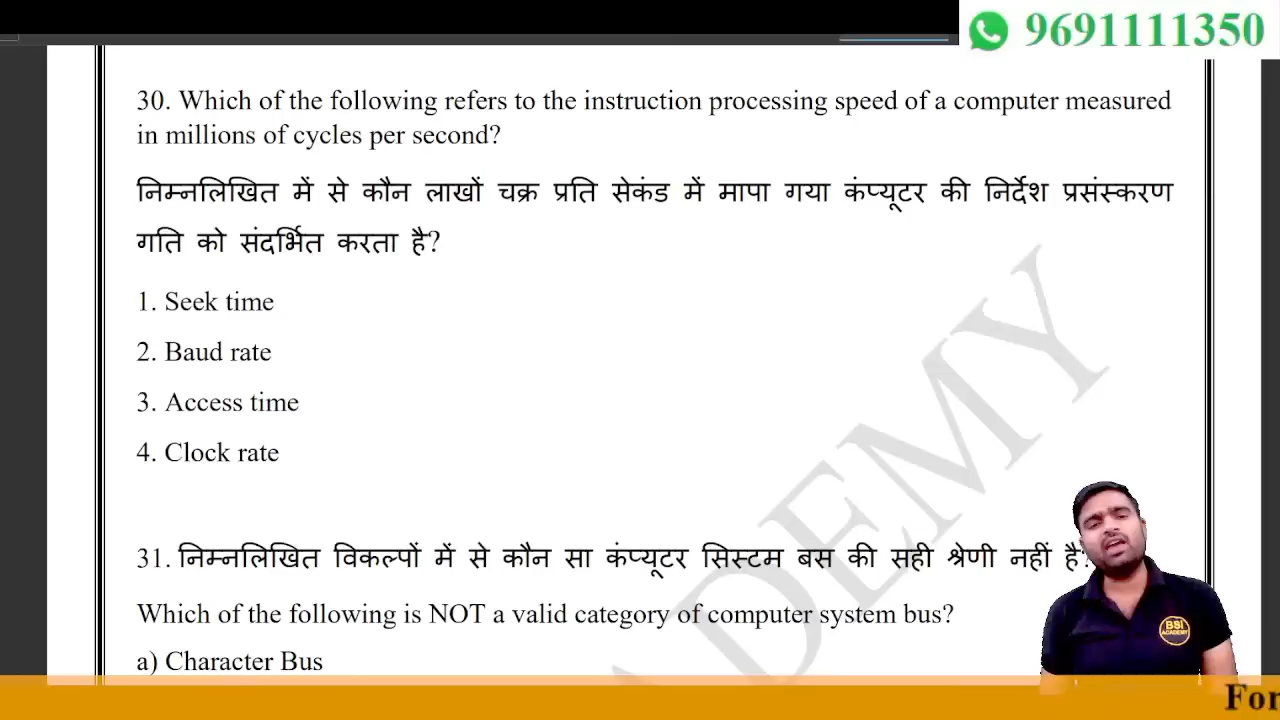 9691111350
30. Which of the following refers to the instruction processing speed of a computer measured
in millions of cycles per second?
निम्नलिखित में से कौन लाखों चक्र प्रति सेकंड में मापा गया कंप्यूटर की निर्देश प्रसंस्करण
गति को संदर्भित करता है?
1. Seek time
2. Baud rate
3. Access time
4. Clock rate
31. निम्नलिखित विकल्पों में से कौन सा कंप्यूटर सिस्टम बस की सही श्रेणी नहीं है?
Which of the following is NOT a valid category of computer system bus?
a) Character Bus
BSI
ACADEMY